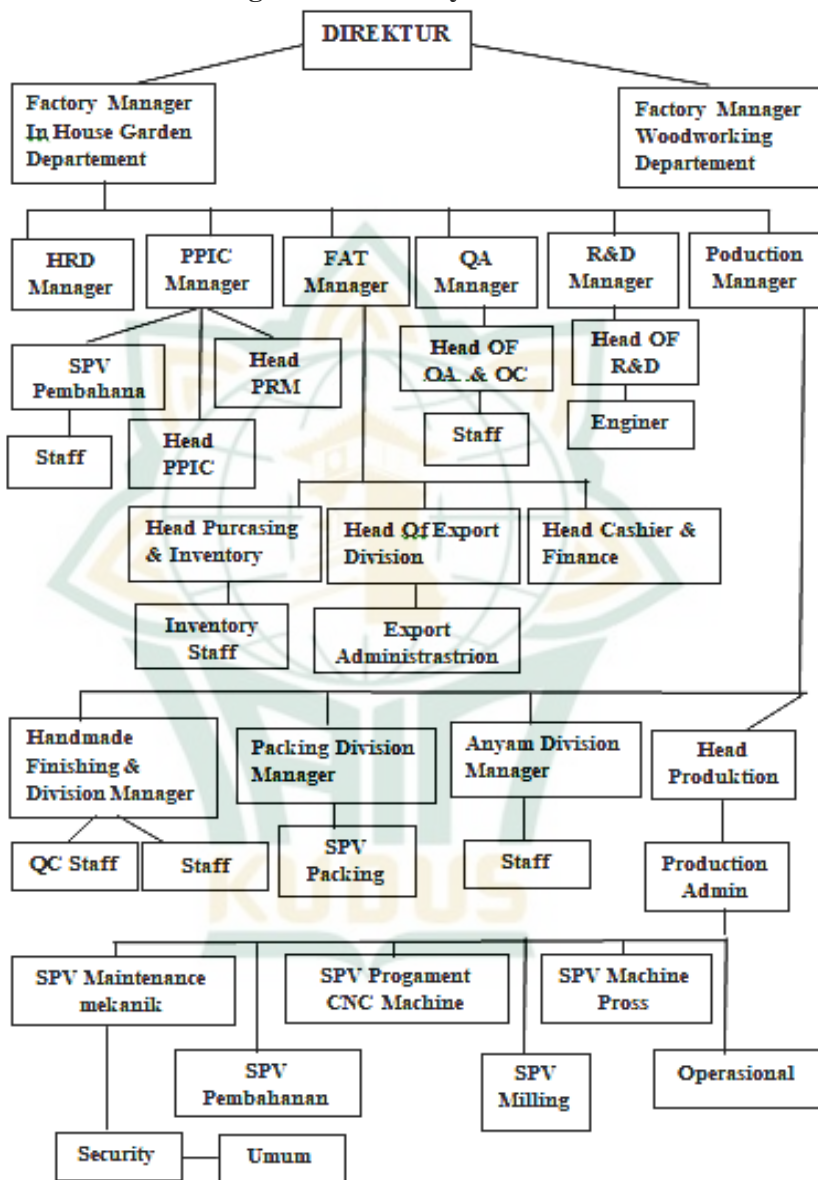 DIREKTUR
Factory Manager
In House Garden
Departement
Factory Manager
Woodworking
Departement
HRD
Manager
PPIC
Manager
FAT
Manager
QA
Manager
R&D
Manager
Poduction
Manager
SPV
Pembahana
Head
PRM
Head OF
QA. .& QC
Head OF
R&D
Staff
Head
PPIC
Staff
Enginer
Head Purcasing
& Inventory
Head Of Export
Division
Head Cashier &
Finance
Inventory
Staff
Export
Administrastrion
Handmade
Finishing &
Division Manager
Packing Division
Manager
Anyam Division
Manager
Head
Produktion
QC Staff
Staff
SPV
Packing
Staff
Production
Admin
KUDUS
SPV Maintenance
mekanik
SPV Progament
CNC Machine
SPV Machine
Pross
SPV
Pembahanan
SPV
Milling
Operasional
Security
Umum